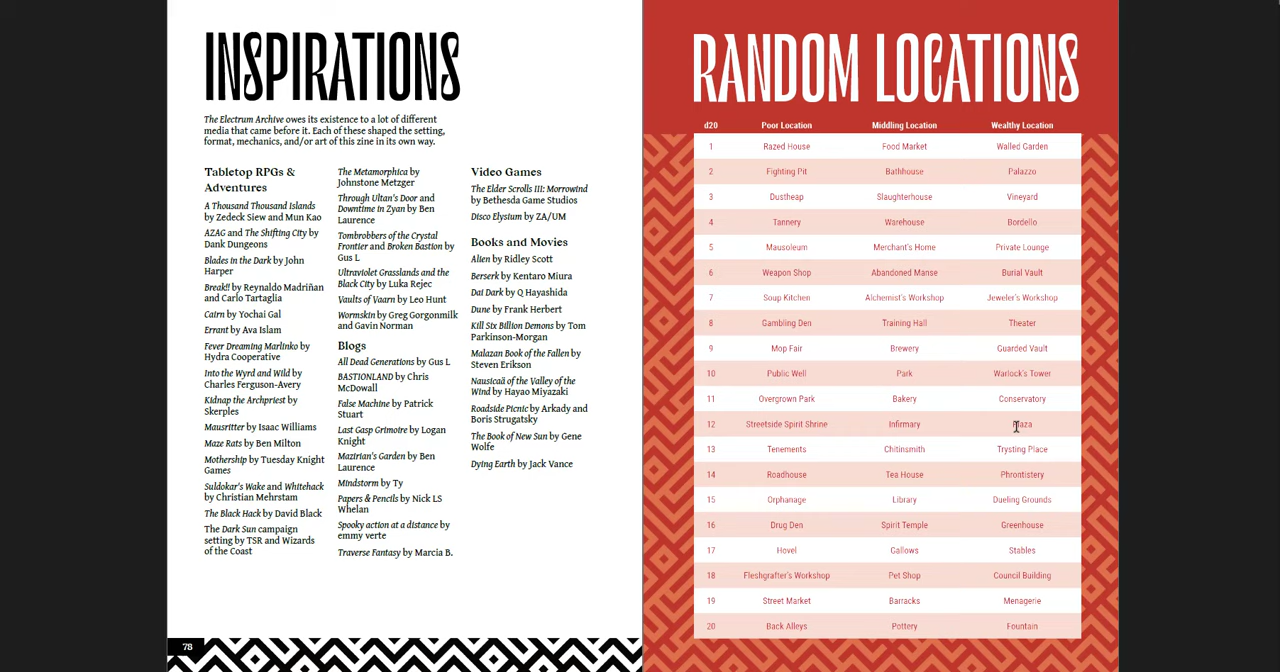 INSPIRATIONS
The Electrum Archive owes its existence to a lot of different
media that came before it. Each of these shaped the setting,
format, mechanics, and/or art of this zine in its own way.
Tabletop RPGs &
Adventures
A Thousand Thousand Islands
by Zedeck Siew and Mun Kao
AZAG and The Shifting City by
Dank Dungeons
Blades in the Dark by John
Harper
Break!! by Reynaldo Madriñan
and Carlo Tartaglia
Cairn by Yochai Gal
Errant by Ava Islam
Fever Dreaming Marlinko by
Hydra Cooperative
Into the Wyrd and Wild by
Charles Ferguson-Avery
Kidnap the Archpriest by
Skerples
Mausritter by Isaac Williams
Maze Rats by Ben Milton
Mothership by Tuesday Knight
Games
Suldokar's Wake and Whitehack
by Christian Mehrstam
The Black Hack by David Black
The Dark Sun campaign
setting by TSR and Wizards
of the Coast
The Metamorphica by
Johnstone Metzger
Through Ultan's Door and
Downtime in Zyan by Ben
Laurence
Tombrobbers of the Crystal
Frontier and Broken Bastion by
Gus L
Ultraviolet Grasslands and the
Black City by Luka Rejec
Vaults of Vaarn by Leo Hunt
Wormskin by Greg Gorgonmilk
and Gavin Norman
Blogs
All Dead Generations by Gus L
BASTIONLAND by Chris
McDowall
False Machine by Patrick
Stuart
Last Gasp Grimoire by Logan
Knight
Mazirian's Garden by Ben
Laurence
Mindstorm by Ty
Papers & Pencils by Nick LS
Whelan
Spooky action at a distance by
emmy verte
Traverse Fantasy by Marcia B.
Video Games
The Elder Scrolls III: Morrowind
by Bethesda Game Studios
Disco Elysium by ZA/UM
Books and Movies
Alien by Ridley Scott
Berserk by Kentaro Miura
Dai Dark by Q Hayashida
Dune by Frank Herbert
Kill Six Billion Demons by Tom
Parkinson-Morgan
Malazan Book of the Fallen by
Steven Erikson
Nausicaä of the Valley of the
Wind by Hayao Miyazaki
Roadside Picnic by Arkady and
Boris Strugatsky
The Book of New Sun by Gene
Wolfe
Dying Earth by Jack Vance
78
RANDOM LOCATIONS
d20 Poor Location Middling Location Wealthy Location
1 Razed House Food Market Walled Garden
2 Fighting Pit Bathhouse Palazzo
3 Dustheap Slaughterhouse Vineyard
4 Tannery Warehouse Bordello
5 Mausoleum Merchant's Home Private Lounge
6 Weapon Shop Abandoned Manse Burial Vault
7 Soup Kitchen Alchemist's Workshop Jeweler's Workshop
8 Gambling Den Training Hall Theater
9 Mop Fair Brewery Guarded Vault
10 Public Well Park Warlock's Tower
11 Overgrown Park Bakery Conservatory
12 Streetside Spirit Shrine Infirmary Plaza
13 Tenements Chitinsmith Trysting Place
14 Roadhouse Tea House Phrontistery
15 Orphanage Library Dueling Grounds
16 Drug Den Spirit Temple Greenhouse
17 Hovel Gallows Stables
18 Fleshgrafter's Workshop Pet Shop Council Building
19 Street Market Barracks Menagerie
20 Back Alleys Pottery Fountain